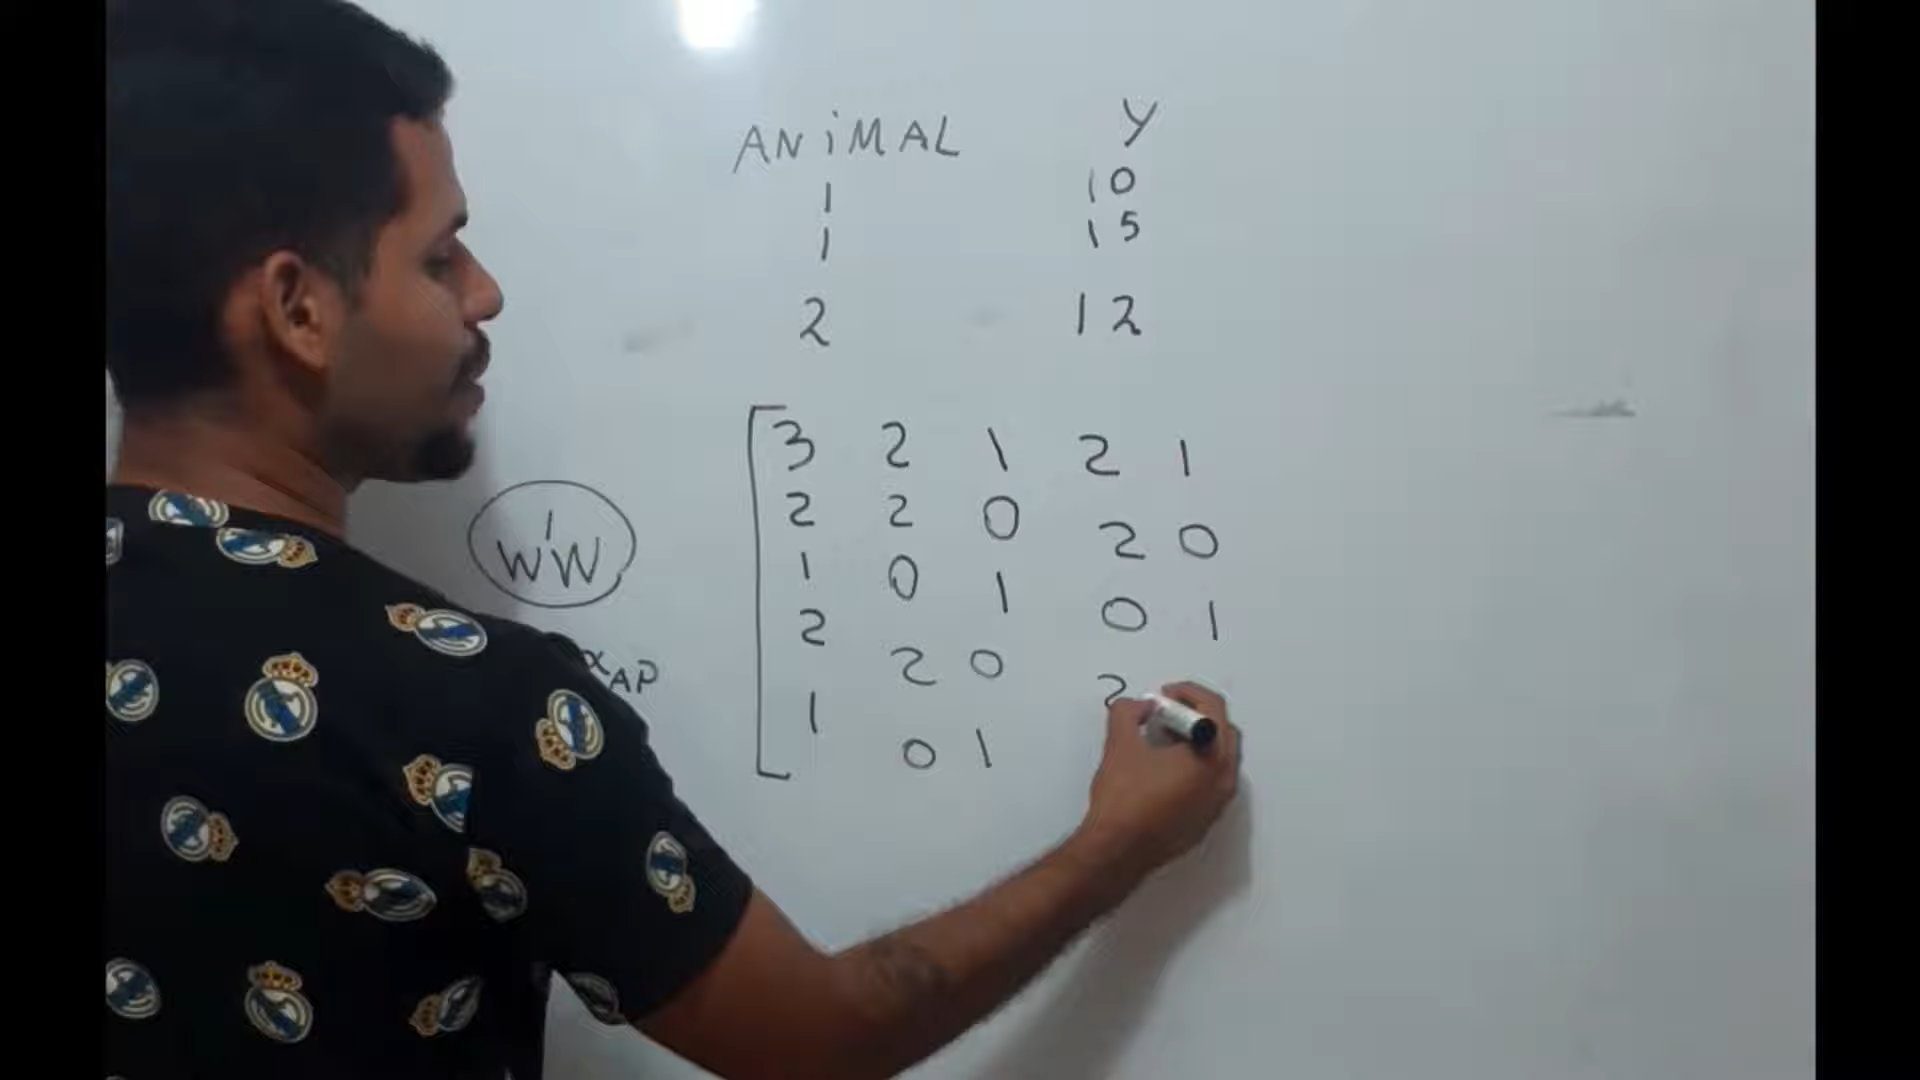 ANiMAL y
1 10
1 15
2 12
3 2 1 2 1
2 2 0 2 0
W'W
1 0 1 0 1
2 2 0 2
αAP
1 0 1